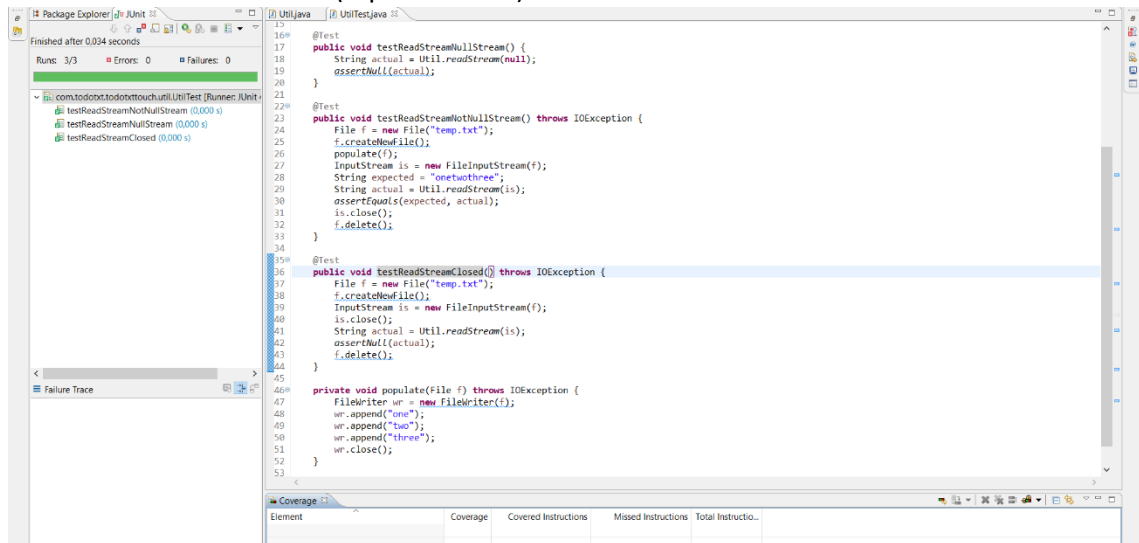 Package Explorer JUnit
Finished after 0,034 seconds
Runs: 3/3 Errors: 0 Failures: 0
com.todotxt.todotxttouch.util.UtilTest [Runner: JUnit
testReadStreamNotNullStream (0,000 s)
testReadStreamNullStream (0,000 s)
testReadStreamClosed (0,000 s)
Failure Trace
Util.java UtilTest.java
15
16 @Test
17 public void testReadStreamNullStream() {
18 String actual = Util.readStream(null);
19 assertNull(actual);
20 }
21
22 @Test
23 public void testReadStreamNotNullStream() throws IOException {
24 File f = new File("temp.txt");
25 f.createNewFile();
26 populate(f);
27 InputStream is = new FileInputStream(f);
28 String expected = "onetwothree";
29 String actual = Util.readStream(is);
30 assertEquals(expected, actual);
31 is.close();
32 f.delete();
33 }
34
35 @Test
36 public void testReadStreamClosed() throws IOException {
37 File f = new File("temp.txt");
38 f.createNewFile();
39 InputStream is = new FileInputStream(f);
40 is.close();
41 String actual = Util.readStream(is);
42 assertNull(actual);
43 f.delete();
44 }
45
46 private void populate(File f) throws IOException {
47 FileWriter wr = new FileWriter(f);
48 wr.append("one");
49 wr.append("two");
50 wr.append("three");
51 wr.close();
52 }
53
Coverage
Element Coverage Covered Instructions Missed Instructions Total Instructio...